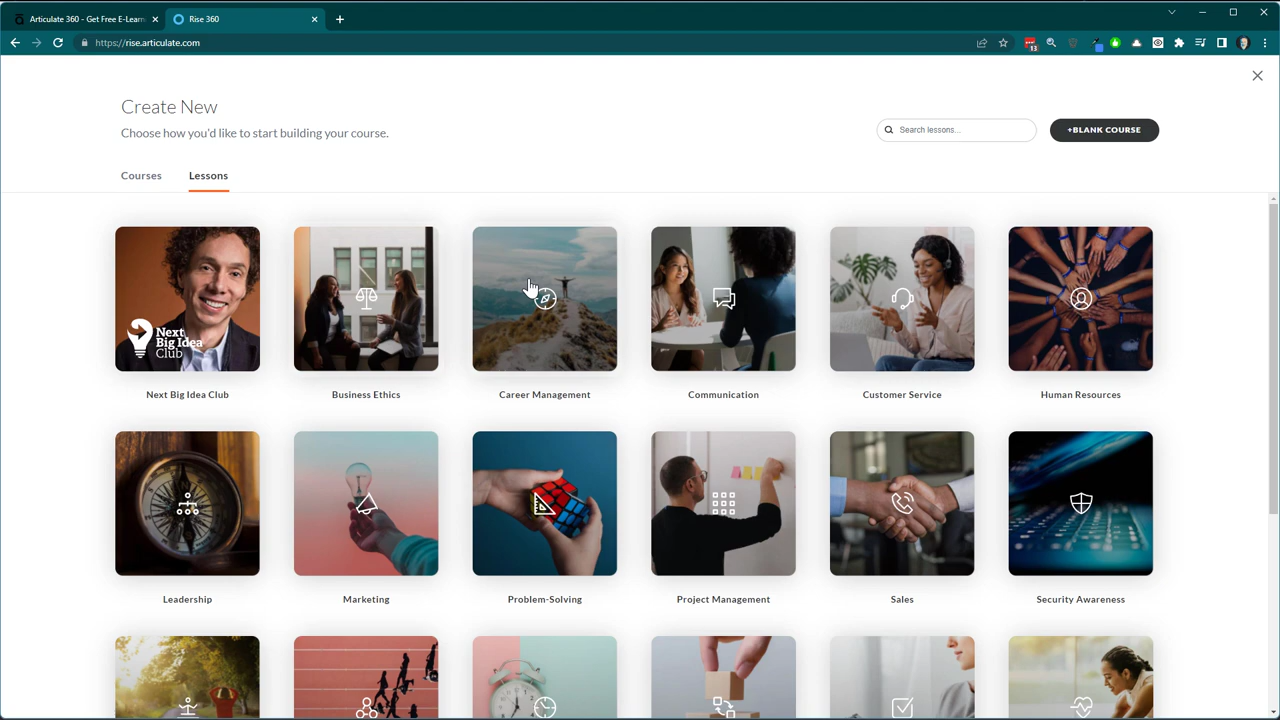 Articulate 360 - Get Free E-Learn
Rise 360
https://rise.articulate.com
13
Create New
Choose how you'd like to start building your course.
Search lessons...
+BLANK COURSE
Courses
Lessons
Next
Big Idea
Club
Next Big Idea Club
Business Ethics
Career Management
Communication
Customer Service
Human Resources
Leadership
Marketing
Problem-Solving
Project Management
Sales
Security Awareness